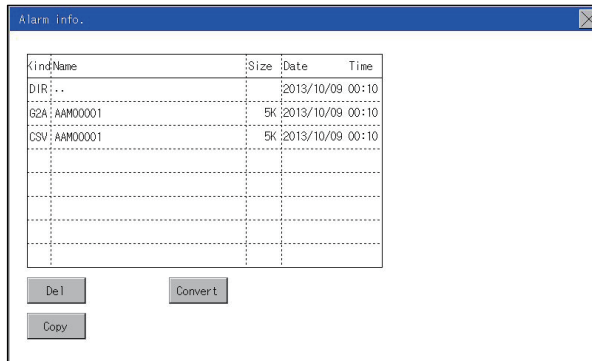 Alarm info.
Kind Name Size Date Time
DIR .. 2013/10/09 00:10
G2A AAM00001 5K 2013/10/09 00:10
CSV AAM00001 5K 2013/10/09 00:10
Del Convert
Copy